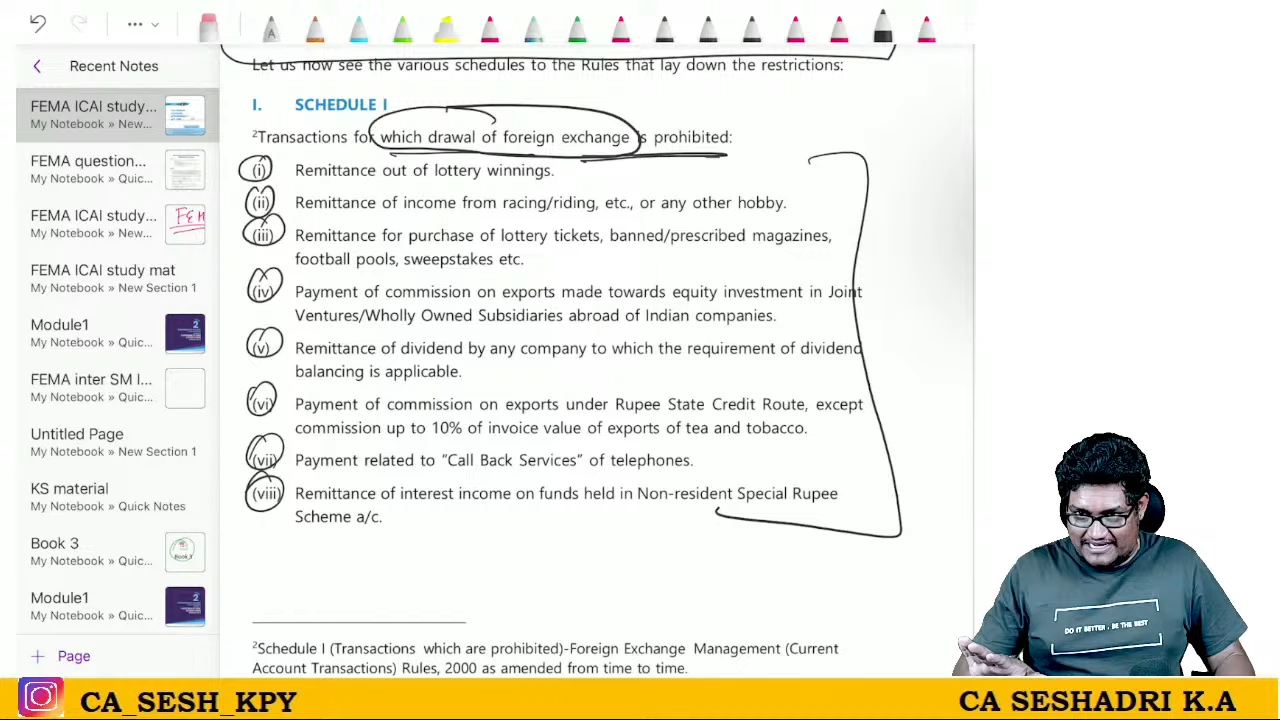 Recent Notes
FEMA ICAI study...
My Notebook » New...
FEMA question...
My Notebook » Quic...
FEMA ICAI study...
My Notebook » New...
FEMA ICAI study mat
My Notebook » New Section 1
Module1
My Notebook » Quic...
FEMA inter SM I...
My Notebook » Quic...
Untitled Page
My Notebook » New Section 1
KS material
My Notebook » Quick Notes
Book 3
My Notebook » Quic...
Book 3
Module1
My Notebook » Quic...
+ Page
Let us now see the various schedules to the Rules that lay down the restrictions:
I. SCHEDULE I
²Transactions for which drawal of foreign exchange is prohibited:
(i) Remittance out of lottery winnings.
(ii) Remittance of income from racing/riding, etc., or any other hobby.
(iii) Remittance for purchase of lottery tickets, banned/prescribed magazines,
football pools, sweepstakes etc.
(iv) Payment of commission on exports made towards equity investment in Joint
Ventures/Wholly Owned Subsidiaries abroad of Indian companies.
(v) Remittance of dividend by any company to which the requirement of dividend
balancing is applicable.
(vi) Payment of commission on exports under Rupee State Credit Route, except
commission up to 10% of invoice value of exports of tea and tobacco.
(vii) Payment related to “Call Back Services” of telephones.
(viii) Remittance of interest income on funds held in Non-resident Special Rupee
Scheme a/c.
²Schedule I (Transactions which are prohibited)-Foreign Exchange Management (Current
Account Transactions) Rules, 2000 as amended from time to time.
DO IT BETTER , BE THE BEST
CA_SESH_KPY
CA SESHADRI K.A